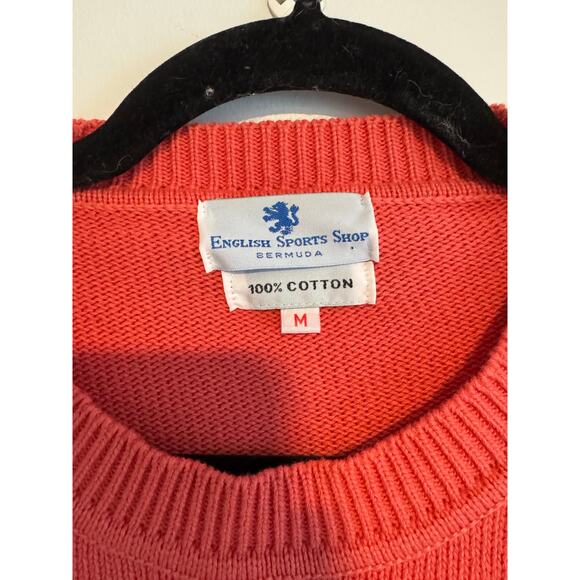 ENGLISH SPORTS SHOP
BERMUDA
100% COTTON
M